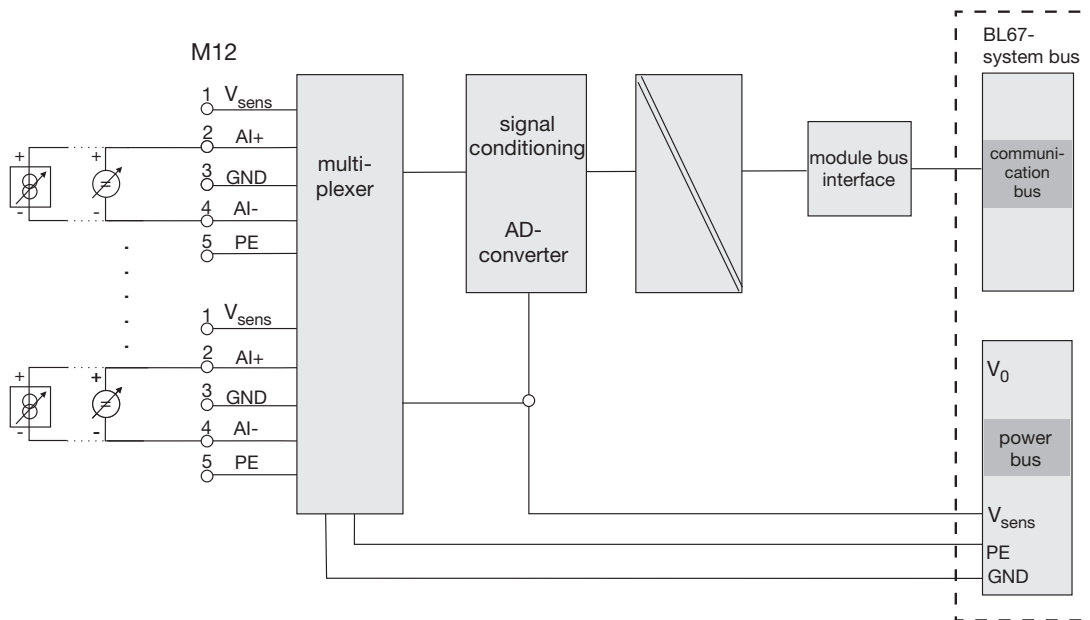 M12
1 V sens
2 AI+
3 GND
4 AI-
5 PE
+
-
+
=
-
1 V sens
2 AI+
3 GND
4 AI-
5 PE
+
-
+
=
-
multi-
plexer
signal
conditioning
AD-
converter
module bus
interface
BL67-
system bus
communi-
cation
bus
V0
power
bus
Vsens
PE
GND